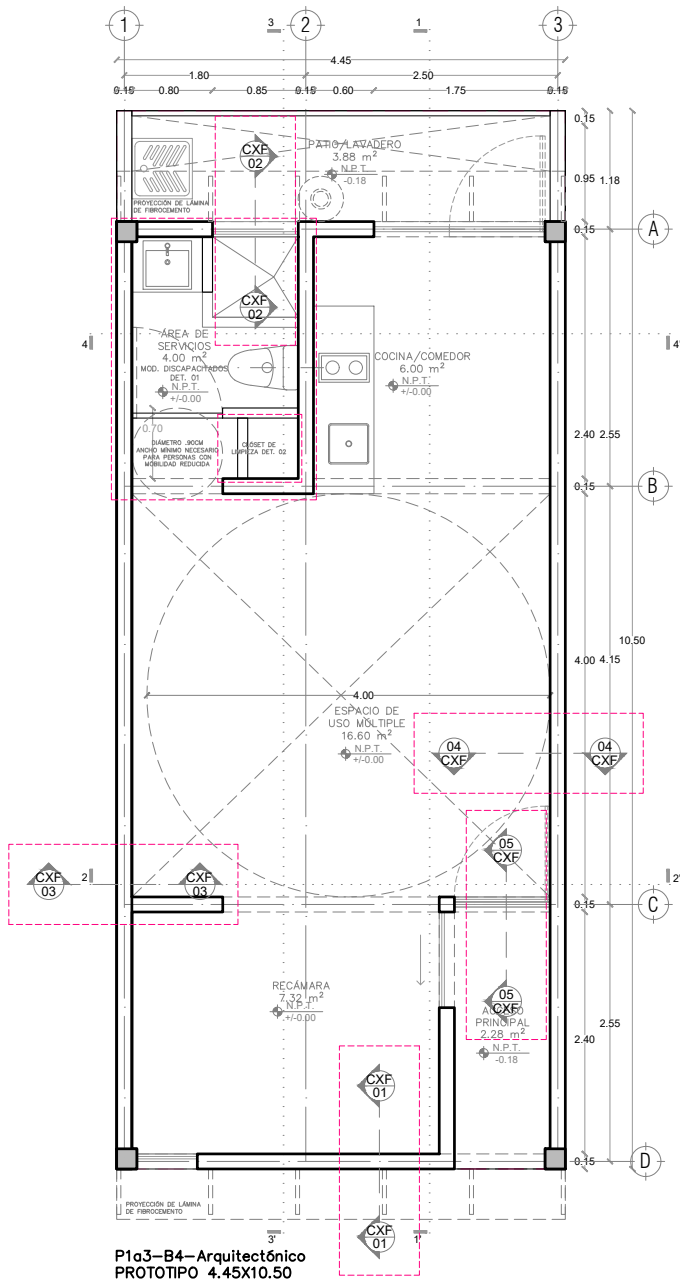 1
3
2
1
3
4.45
1.80
2.50
0.15
0.80
0.85
0.15
0.60
1.75
0.15
0.15
CXF
02
PATIO/LAVADERO
3.88 m²
N.P.T.
-0.18
0.95
1.18
PROYECCIÓN DE LÁMINA
DE FIBROCEMENTO
0.15
A
CXF
02
4
4'
ÁREA DE
SERVICIOS
4.00 m²
MOD. DISCAPACITADOS
DET. 01
N.P.T.
+/-0.00
COCINA/COMEDOR
6.00 m²
N.P.T.
+/-0.00
0.70
DIÁMETRO .90CM
ANCHO MÍNIMO NECESARIO
PARA PERSONAS CON
MOBILIDAD REDUCIDA
CLOSET DE
LIMPIEZA DET. 02
2.40
2.55
0.15
B
10.50
4.00
4.15
4.00
ESPACIO DE
USO MÚLTIPLE
16.60 m²
N.P.T.
+/-0.00
04
CXF
04
CXF
05
CXF
CXF
03
2
CXF
03
2'
0.15
C
RECÁMARA
7.32 m²
N.P.T.
+/-0.00
05
CXF
ACCESO
PRINCIPAL
2.28 m²
N.P.T.
-0.18
2.55
2.40
CXF
01
0.15
D
PROYECCIÓN DE LÁMINA
DE FIBROCEMENTO
3'
CXF
01
1'
P1a3-B4-Arquitectónico
PROTOTIPO 4.45X10.50